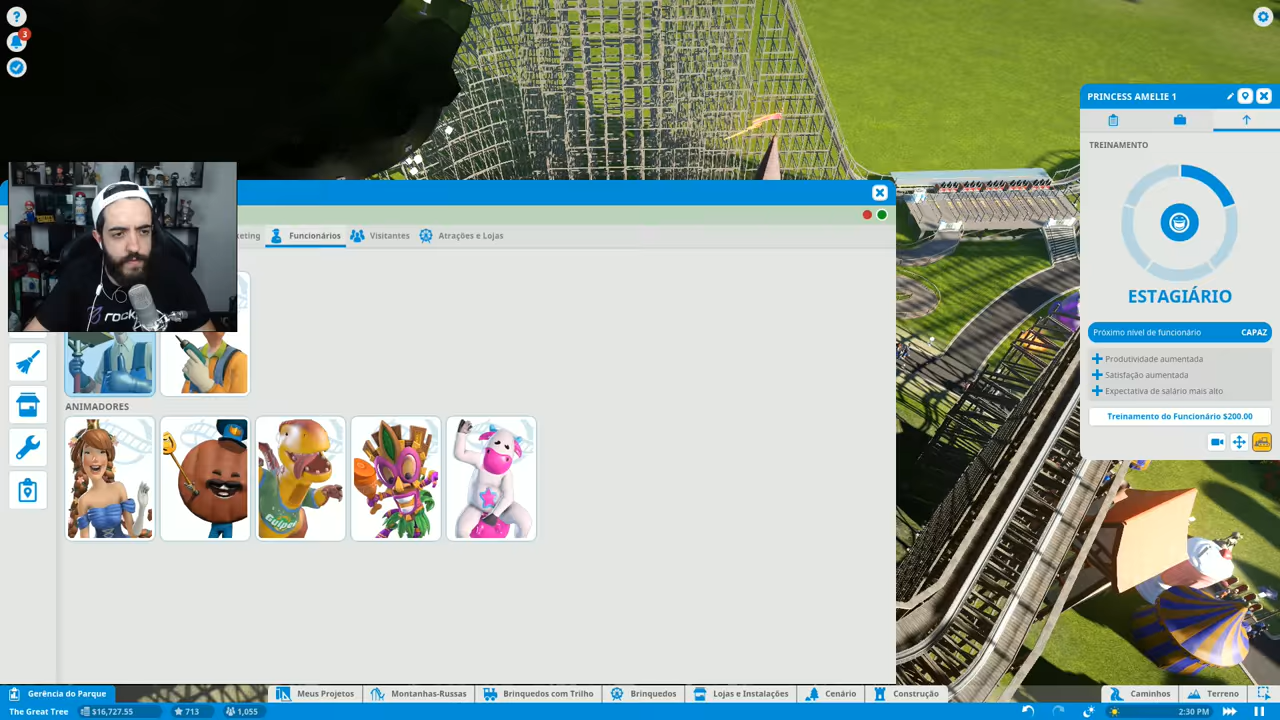 ?
3
PRINCESS AMELIE 1
TREINAMENTO
ESTAGIÁRIO
Próximo nível de funcionário CAPAZ
Produtividade aumentada
Satisfação aumentada
Expectativa de salário mais alto
Treinamento do Funcionário $200.00
keting Funcionários Visitantes Atrações e Lojas
ANIMADORES
Gulpee
rock
Gerência do Parque Meus Projetos Montanhas-Russas Brinquedos com Trilho Brinquedos Lojas e Instalações Cenário Construção Caminhos Terreno
The Great Tree $16,727.55 713 1,055 2:30 PM